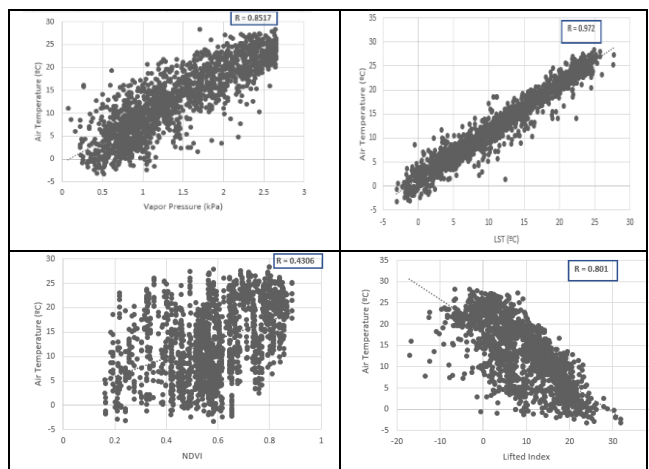 R = 0.8517
30
25
20
15
10
5
0
-5
Air Temperature (ºC)
0 0.5 1 1.5 2 2.5 3
Vapor Pressure (kPa)
R = 0.972
35
30
25
20
15
10
5
0
-5
Air Temperature (ºC)
-5 0 5 10 15 20 25 30
LST (ºC)
R = 0.4306
30
25
20
15
10
5
0
-5
Air Temperature (ºC)
0 0.2 0.4 0.6 0.8 1
NDVI
R = 0.801
35
30
25
20
15
10
5
0
-5
Air Temperature (ºC)
-20 -10 0 10 20 30 40
Lifted Index